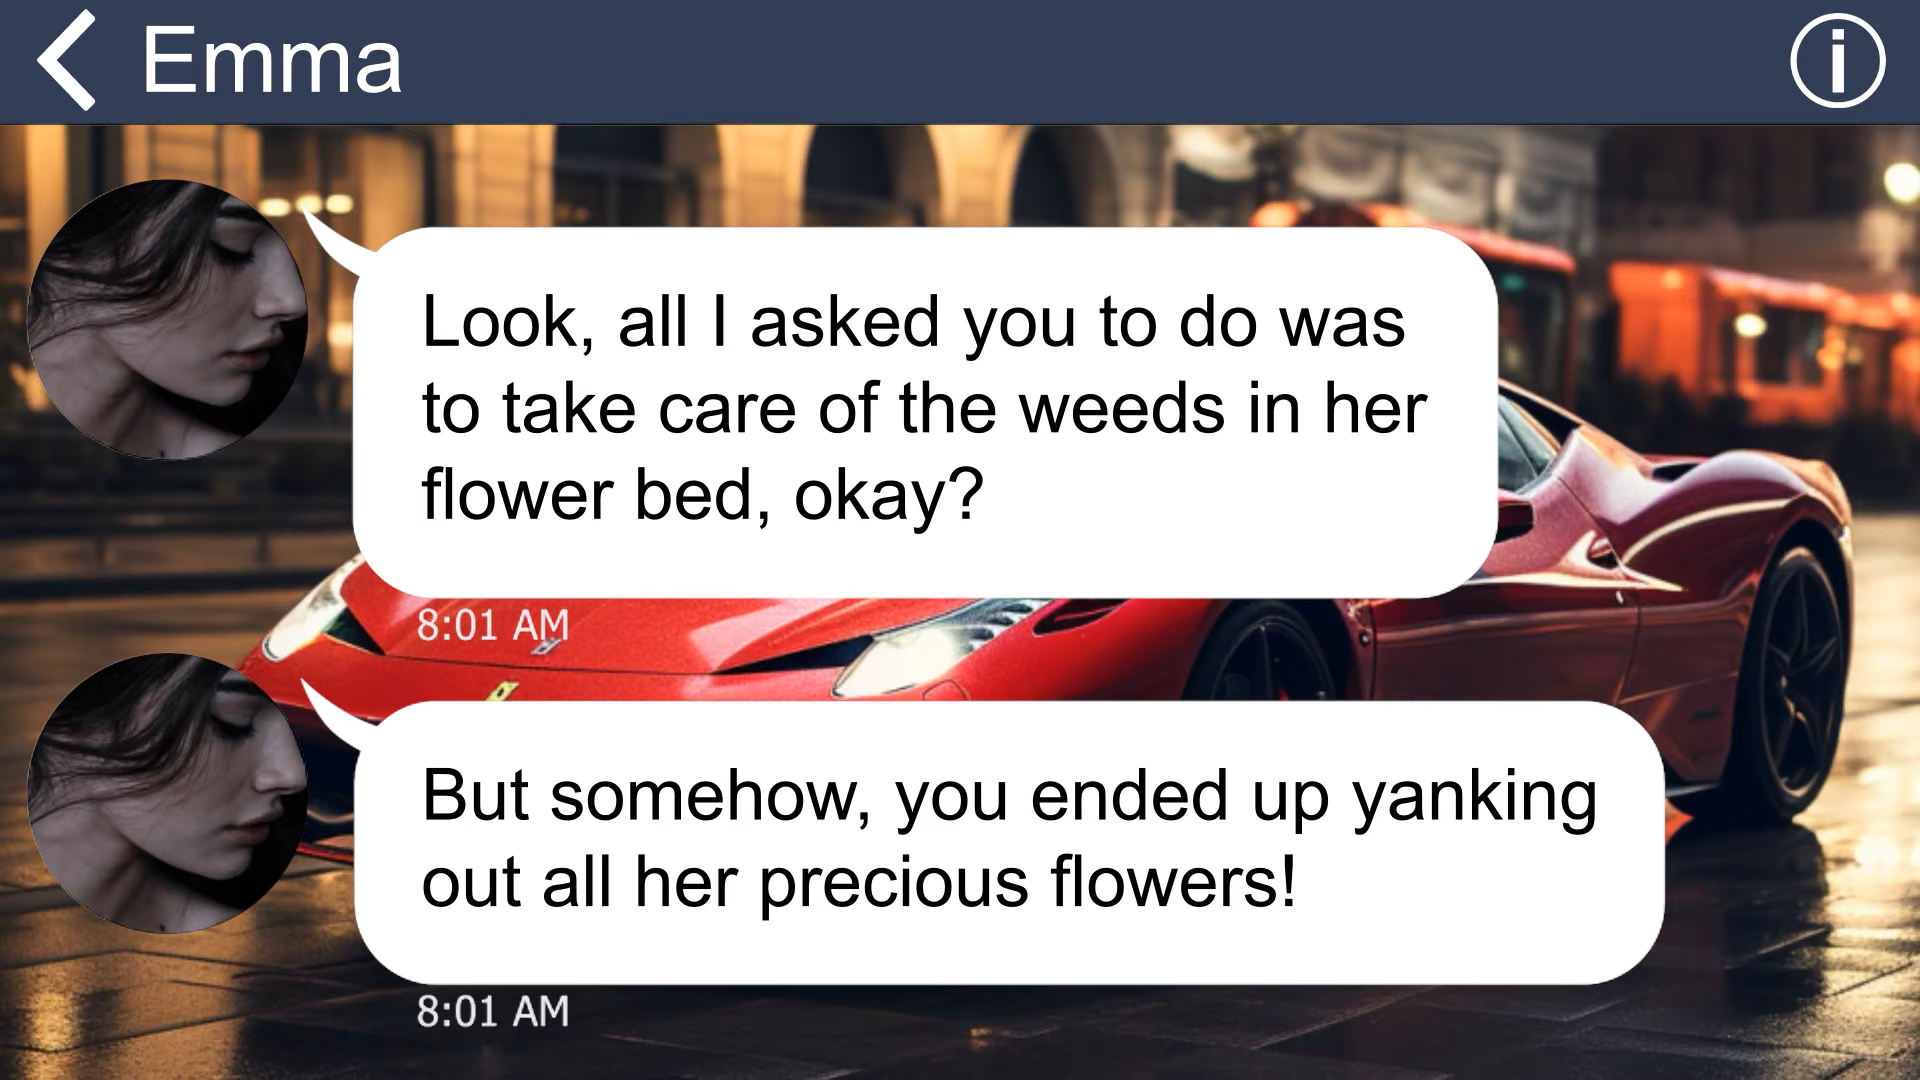 Emma
Look, all I asked you to do was
to take care of the weeds in her
flower bed, okay?
8:01 AM
But somehow, you ended up yanking
out all her precious flowers!
8:01 AM